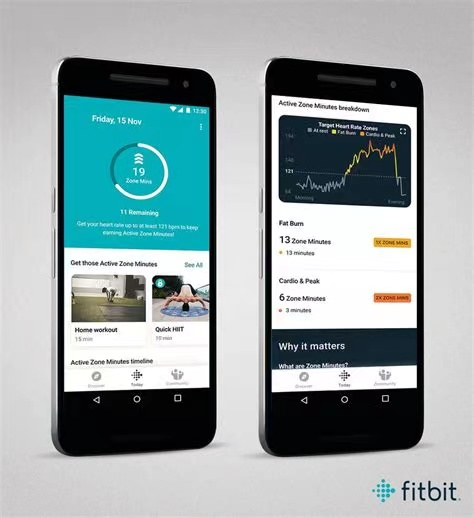 12:30
Friday, 15 Nov
19
Zone Mins
11 Remaining
Get your heart rate up to at least 121 bpm to keep
earning Active Zone Minutes!
Get those Active Zone Minutes
See All
Home workout
15 min
Quick HIIT
10 min
Active Zone Minutes timeline
Discover
Today
Community
Active Zone Minutes breakdown
Target Heart Rate Zones
At rest
Fat Burn
Cardio & Peak
121
64
Morning
Evening
Fat Burn
13 Zone Minutes
1X ZONE MINS
Cardio & Peak
6 Zone Minutes
2X ZONE MINS
3 minutes
Why it matters
What are Zone Minutes?
Discover
Today
Community
fitbit